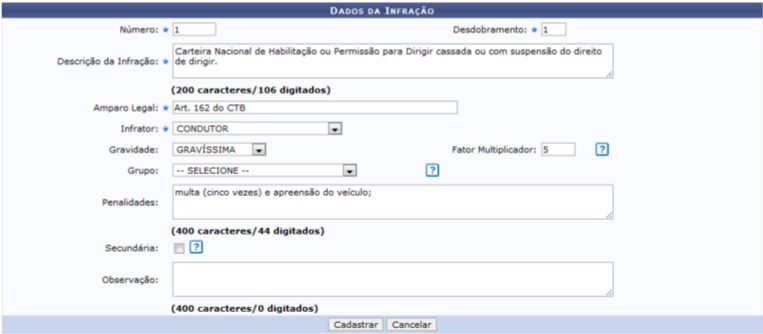 DADOS DA INFRAÇÃO
Número: ★ 1 Desdobramento: ★ 1
Carteira Nacional de Habilitação ou Permissão para Dirigir cassada ou com suspensão do direito
Descrição da Infração: ★ de dirigir.
(200 caracteres/106 digitados)
Amparo Legal: ★ Art. 162 do CTB
Infrator: ★ CONDUTOR
Gravidade: GRAVÍSSIMA Fator Multiplicador: 5 ?
Grupo: -- SELECIONE -- ?
Penalidades: multa (cinco vezes) e apreensão do veículo;
(400 caracteres/44 digitados)
Secundária: ?
Observação:
(400 caracteres/0 digitados)
Cadastrar Cancelar